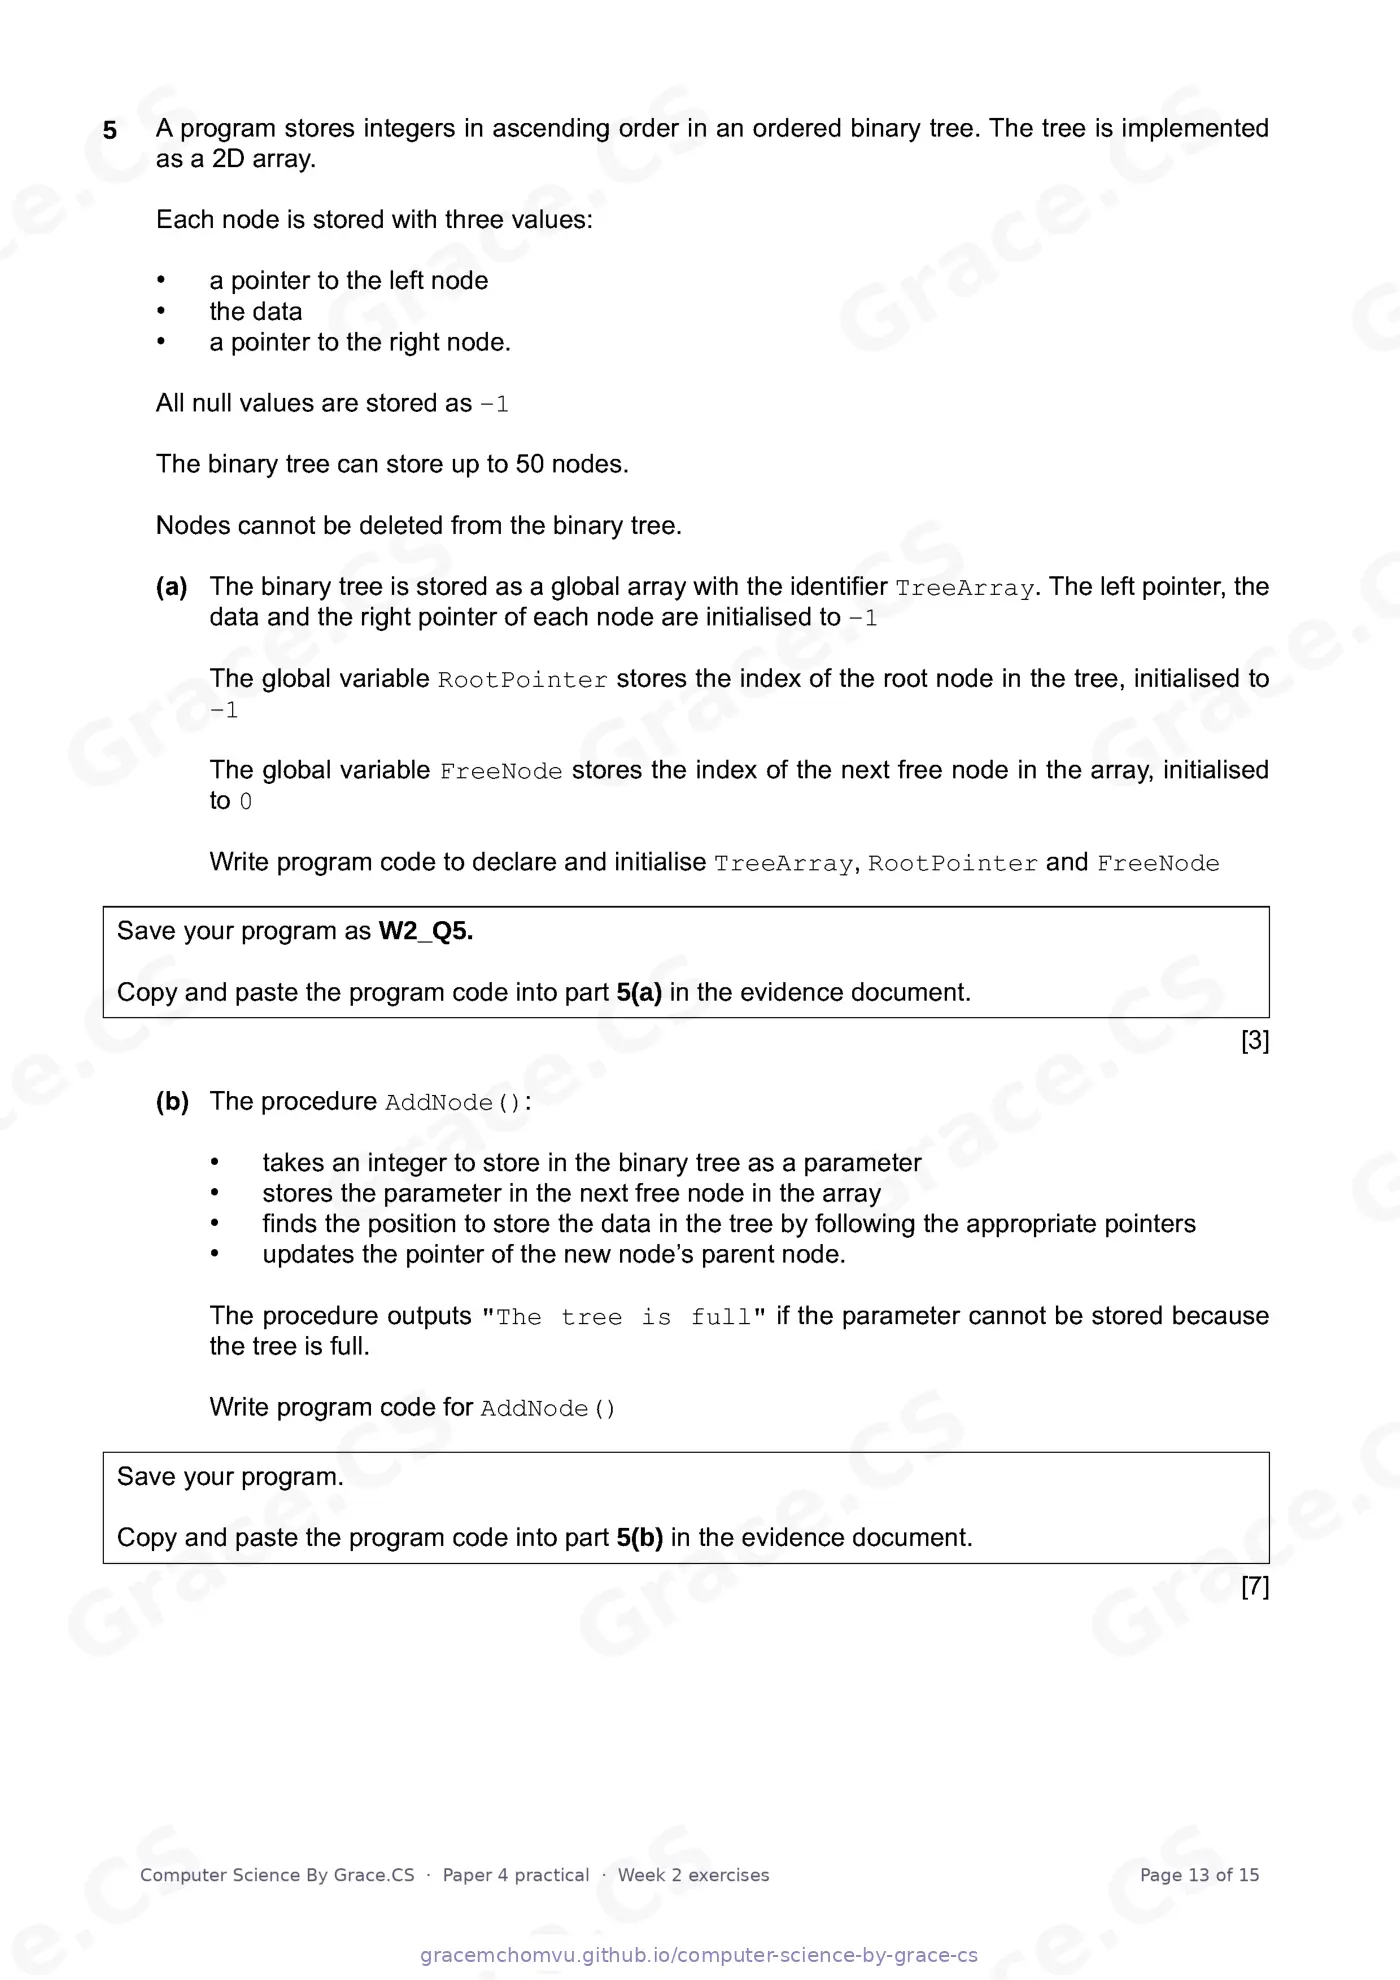 5 A program stores integers in ascending order in an ordered binary tree. The tree is implemented
as a 2D array.
Each node is stored with three values:
• a pointer to the left node
• the data
• a pointer to the right node.
All null values are stored as -1
The binary tree can store up to 50 nodes.
Nodes cannot be deleted from the binary tree.
(a) The binary tree is stored as a global array with the identifier TreeArray. The left pointer, the
data and the right pointer of each node are initialised to -1
The global variable RootPointer stores the index of the root node in the tree, initialised to
-1
The global variable FreeNode stores the index of the next free node in the array, initialised
to 0
Write program code to declare and initialise TreeArray, RootPointer and FreeNode
Save your program as W2_Q5.
Copy and paste the program code into part 5(a) in the evidence document.
[3]
(b) The procedure AddNode():
• takes an integer to store in the binary tree as a parameter
• stores the parameter in the next free node in the array
• finds the position to store the data in the tree by following the appropriate pointers
• updates the pointer of the new node’s parent node.
The procedure outputs "The tree is full" if the parameter cannot be stored because
the tree is full.
Write program code for AddNode()
Save your program.
Copy and paste the program code into part 5(b) in the evidence document.
[7]
Computer Science By Grace.CS · Paper 4 practical · Week 2 exercises Page 13 of 15
gracemchomvu.github.io/computer-science-by-grace-cs
Grace.CS